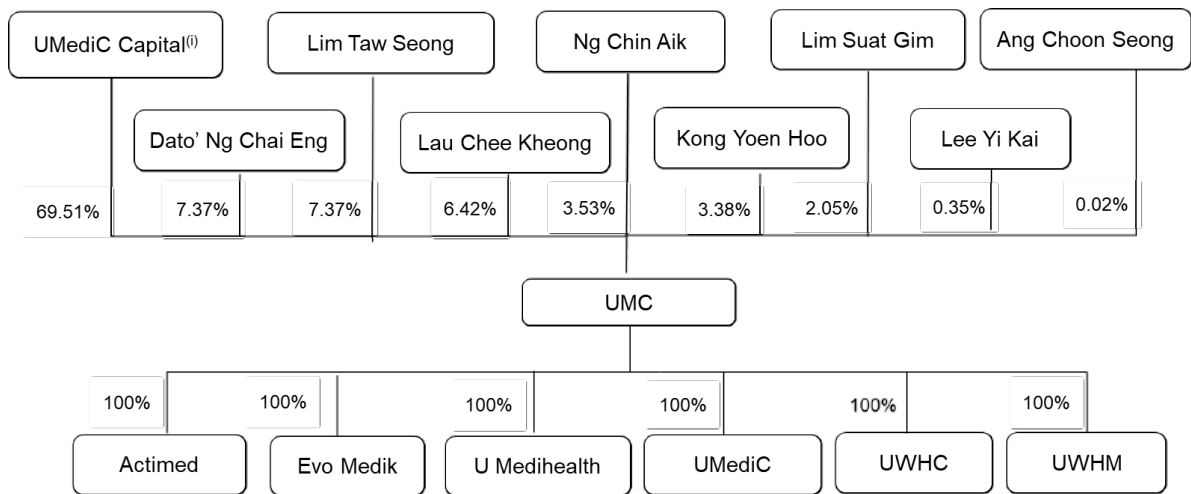 UMediC Capital(i)
Lim Taw Seong
Ng Chin Aik
Lim Suat Gim
Ang Choon Seong
Dato’ Ng Chai Eng
Lau Chee Kheong
Kong Yoen Hoo
Lee Yi Kai
69.51%
7.37%
7.37%
6.42%
3.53%
3.38%
2.05%
0.35%
0.02%
UMC
100%
100%
100%
100%
100%
100%
Actimed
Evo Medik
U Medihealth
UMediC
UWHC
UWHM